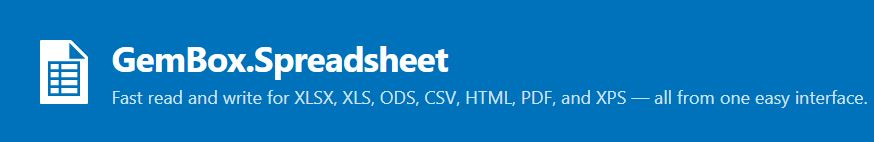 GemBox.Spreadsheet
Fast read and write for XLSX, XLS, ODS, CSV, HTML, PDF, and XPS — all from one easy interface.